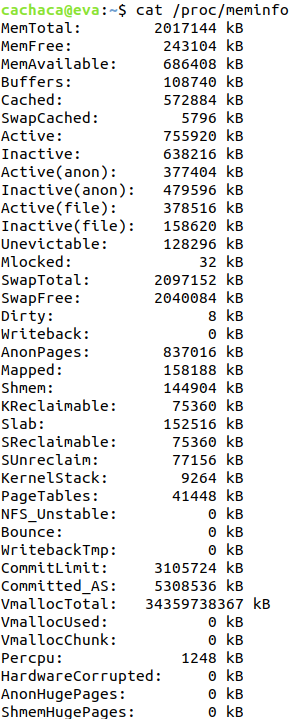 cachaca@eva:~$ cat /proc/meminfo
MemTotal:        2017144 kB
MemFree:          243104 kB
MemAvailable:     686408 kB
Buffers:          108740 kB
Cached:           572884 kB
SwapCached:         5796 kB
Active:           755920 kB
Inactive:         638216 kB
Active(anon):     377404 kB
Inactive(anon):   479596 kB
Active(file):     378516 kB
Inactive(file):   158620 kB
Unevictable:      128296 kB
Mlocked:              32 kB
SwapTotal:       2097152 kB
SwapFree:        2040084 kB
Dirty:                 8 kB
Writeback:             0 kB
AnonPages:        837016 kB
Mapped:           158188 kB
Shmem:            144904 kB
KReclaimable:      75360 kB
Slab:             152516 kB
SReclaimable:      75360 kB
SUnreclaim:        77156 kB
KernelStack:        9264 kB
PageTables:        41448 kB
NFS_Unstable:          0 kB
Bounce:                0 kB
WritebackTmp:          0 kB
CommitLimit:     3105724 kB
Committed_AS:    5308536 kB
VmallocTotal:   34359738367 kB
VmallocUsed:           0 kB
VmallocChunk:          0 kB
Percpu:             1248 kB
HardwareCorrupted:     0 kB
AnonHugePages:         0 kB
ShmemHugePages:        0 kB